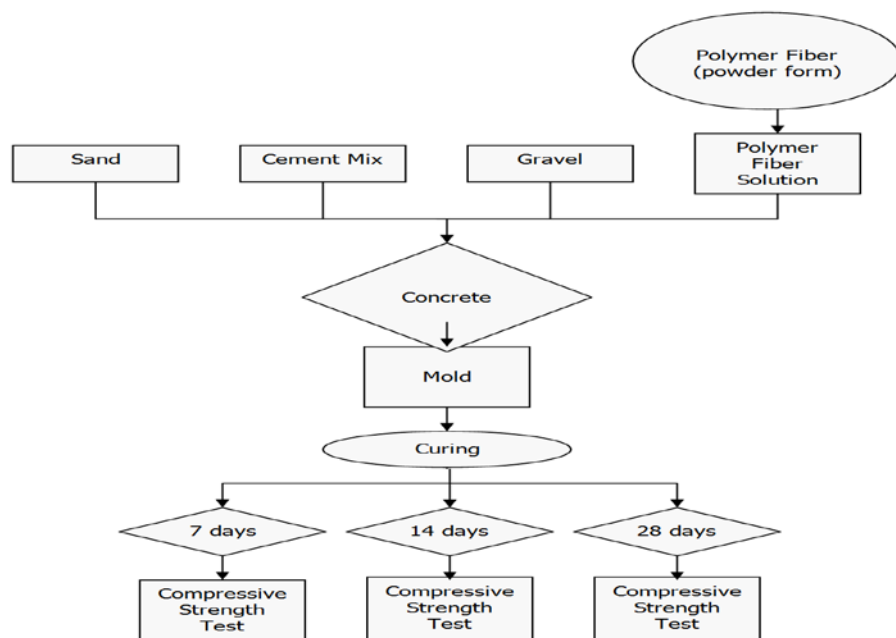 Polymer Fiber
(powder form)
Sand
Cement Mix
Gravel
Polymer
Fiber
Solution
Concrete
Mold
Curing
7 days
14 days
28 days
Compressive
Strength
Test
Compressive
Strength
Test
Compressive
Strength
Test